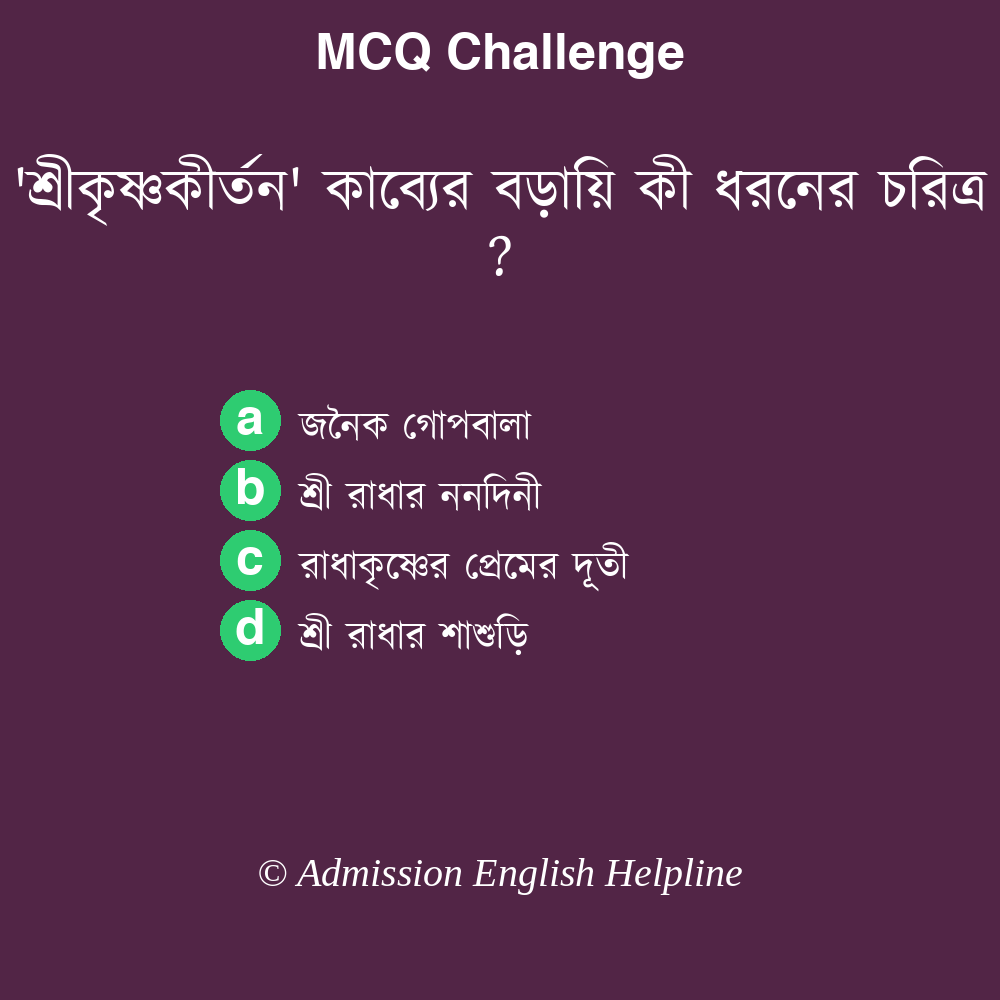 MCQ Challenge
'শ্রীকৃষ্ণকীর্তন' কাব্যের বড়ায়ি কী ধরনের চরিত্র
?
a জনৈক গোপবালা
b শ্রী রাধার ননদিনী
c রাধাকৃষ্ণের প্রেমের দূতী
d শ্রী রাধার শাশুড়ি
© Admission English Helpline